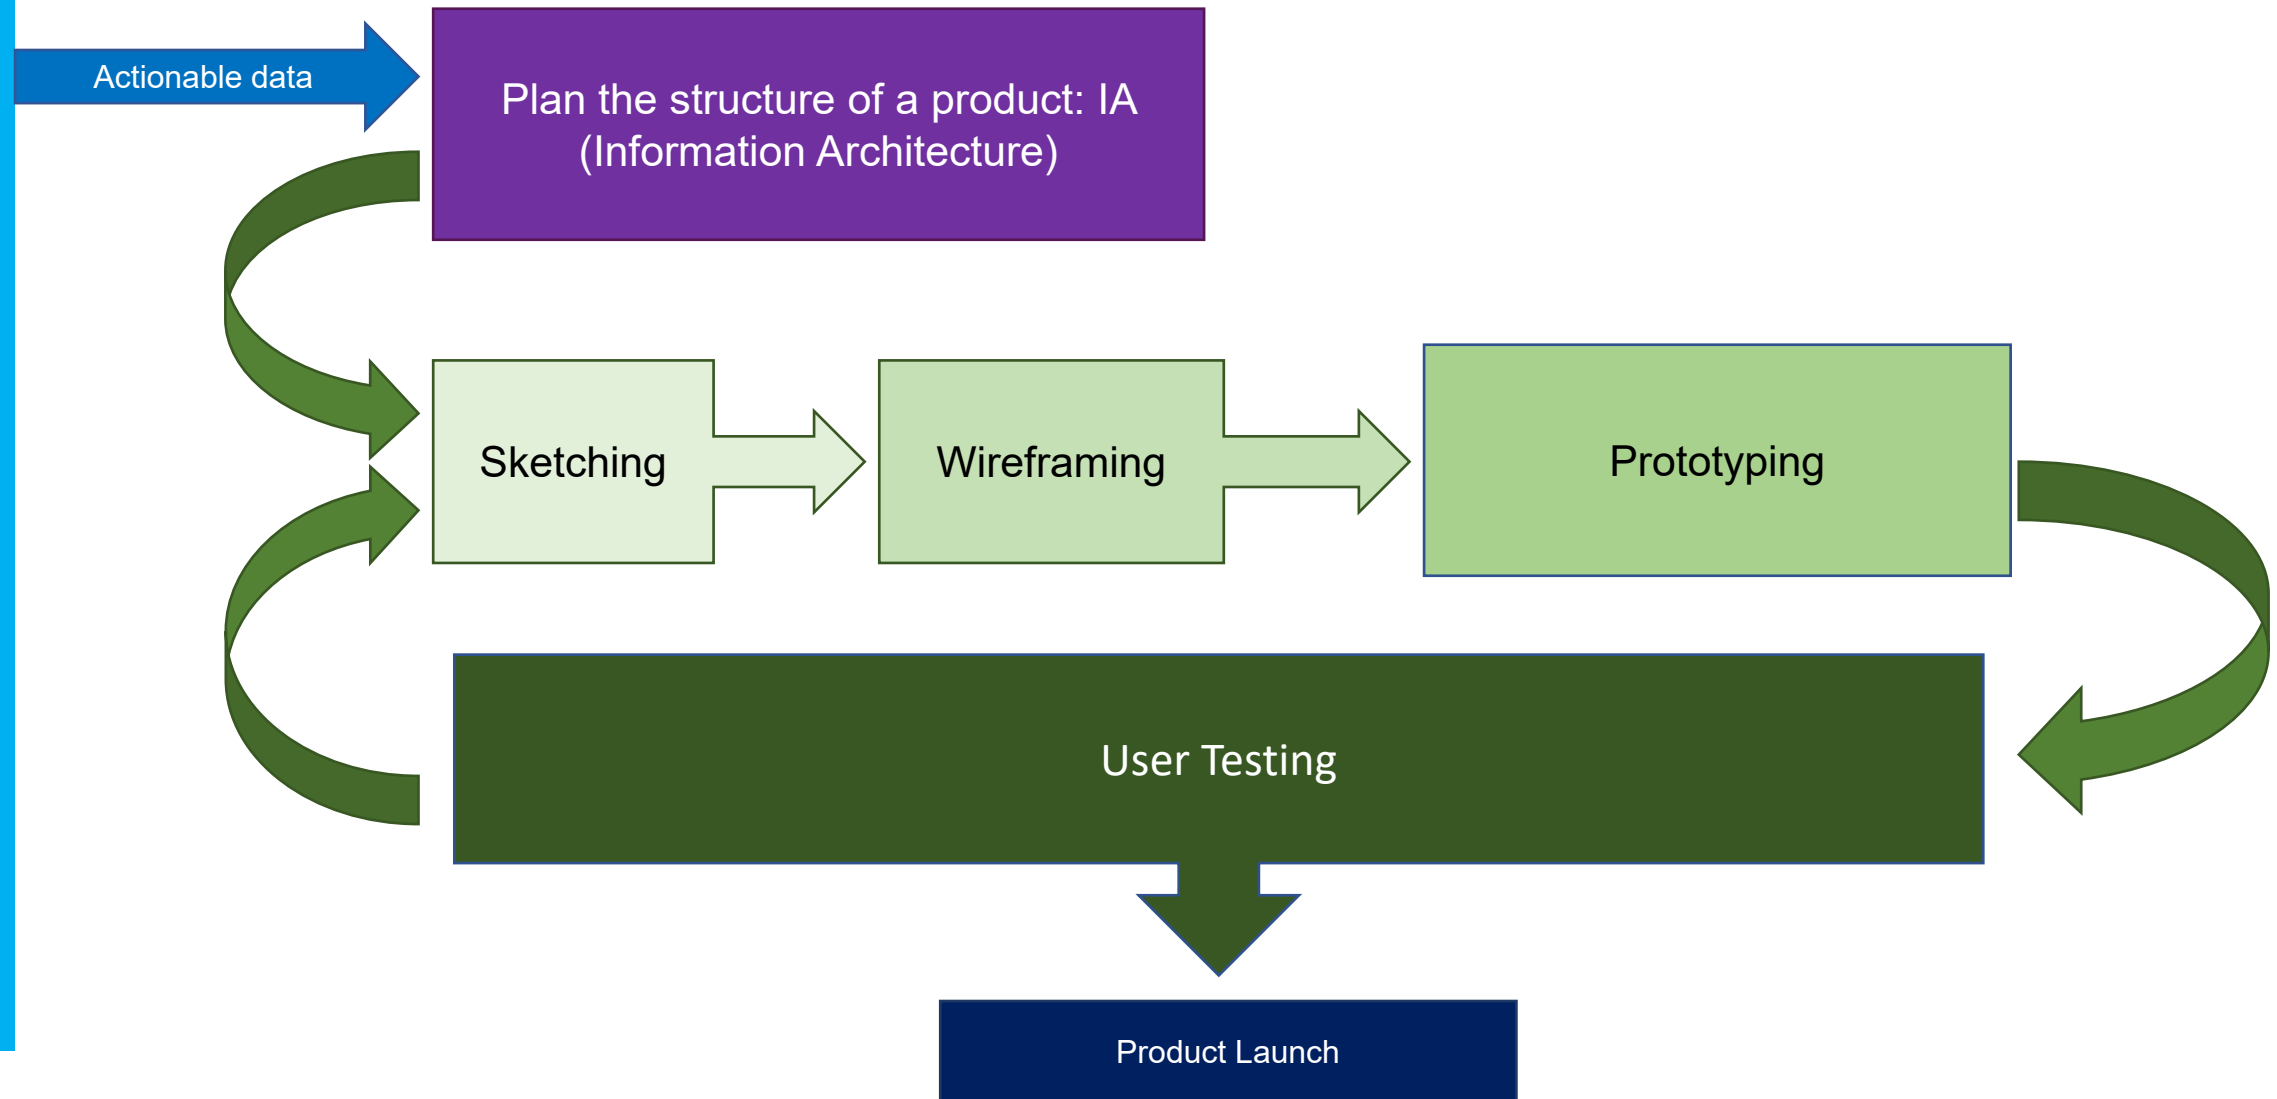 Actionable data
Plan the structure of a product: IA
(Information Architecture)
Sketching
Wireframing
Prototyping
User Testing
Product Launch